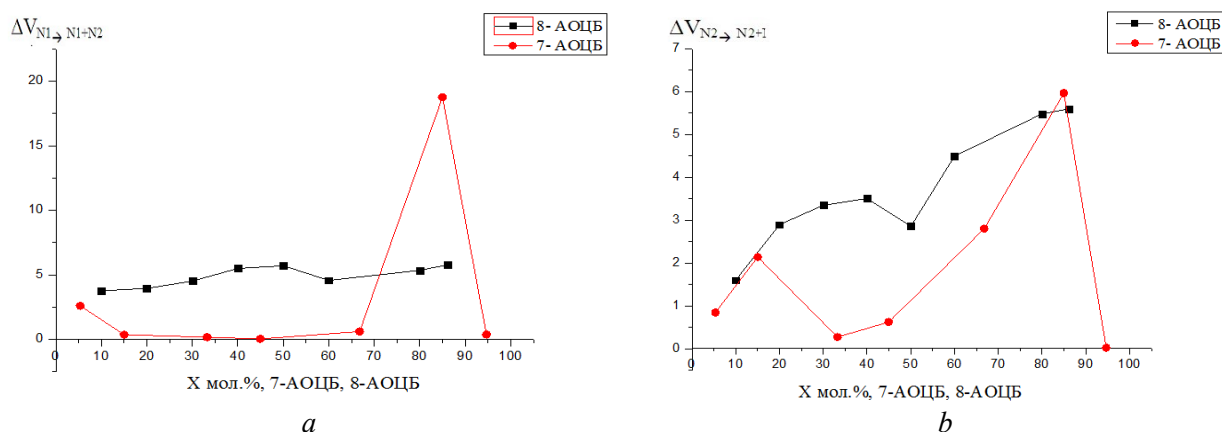 ΔV N1→ N1+N2
8- АОЦБ
7- АОЦБ
20
15
10
5
0
0 10 20 30 40 50 60 70 80 90 100
X мол.%, 7-АОЦБ, 8-АОЦБ
a
ΔV N2→ N2+I
8- АОЦБ
7- АОЦБ
7
6
5
4
3
2
1
0
0 10 20 30 40 50 60 70 80 90 100
X мол.%, 7-АОЦБ, 8-АОЦБ
b